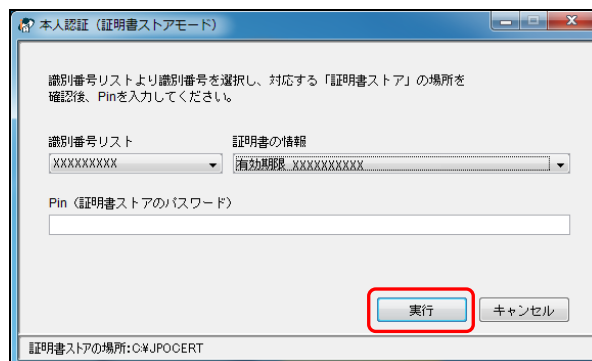 本人認証（証明書ストアモード）
識別番号リストより識別番号を選択し、対応する「証明書ストア」の場所を
確認後、Pinを入力してください。
識別番号リスト 証明書の情報
XXXXXXXXX 有効期限 XXXXXXXXXX
Pin（証明書ストアのパスワード）
実行 キャンセル
証明書ストアの場所:C:¥JPOCERT